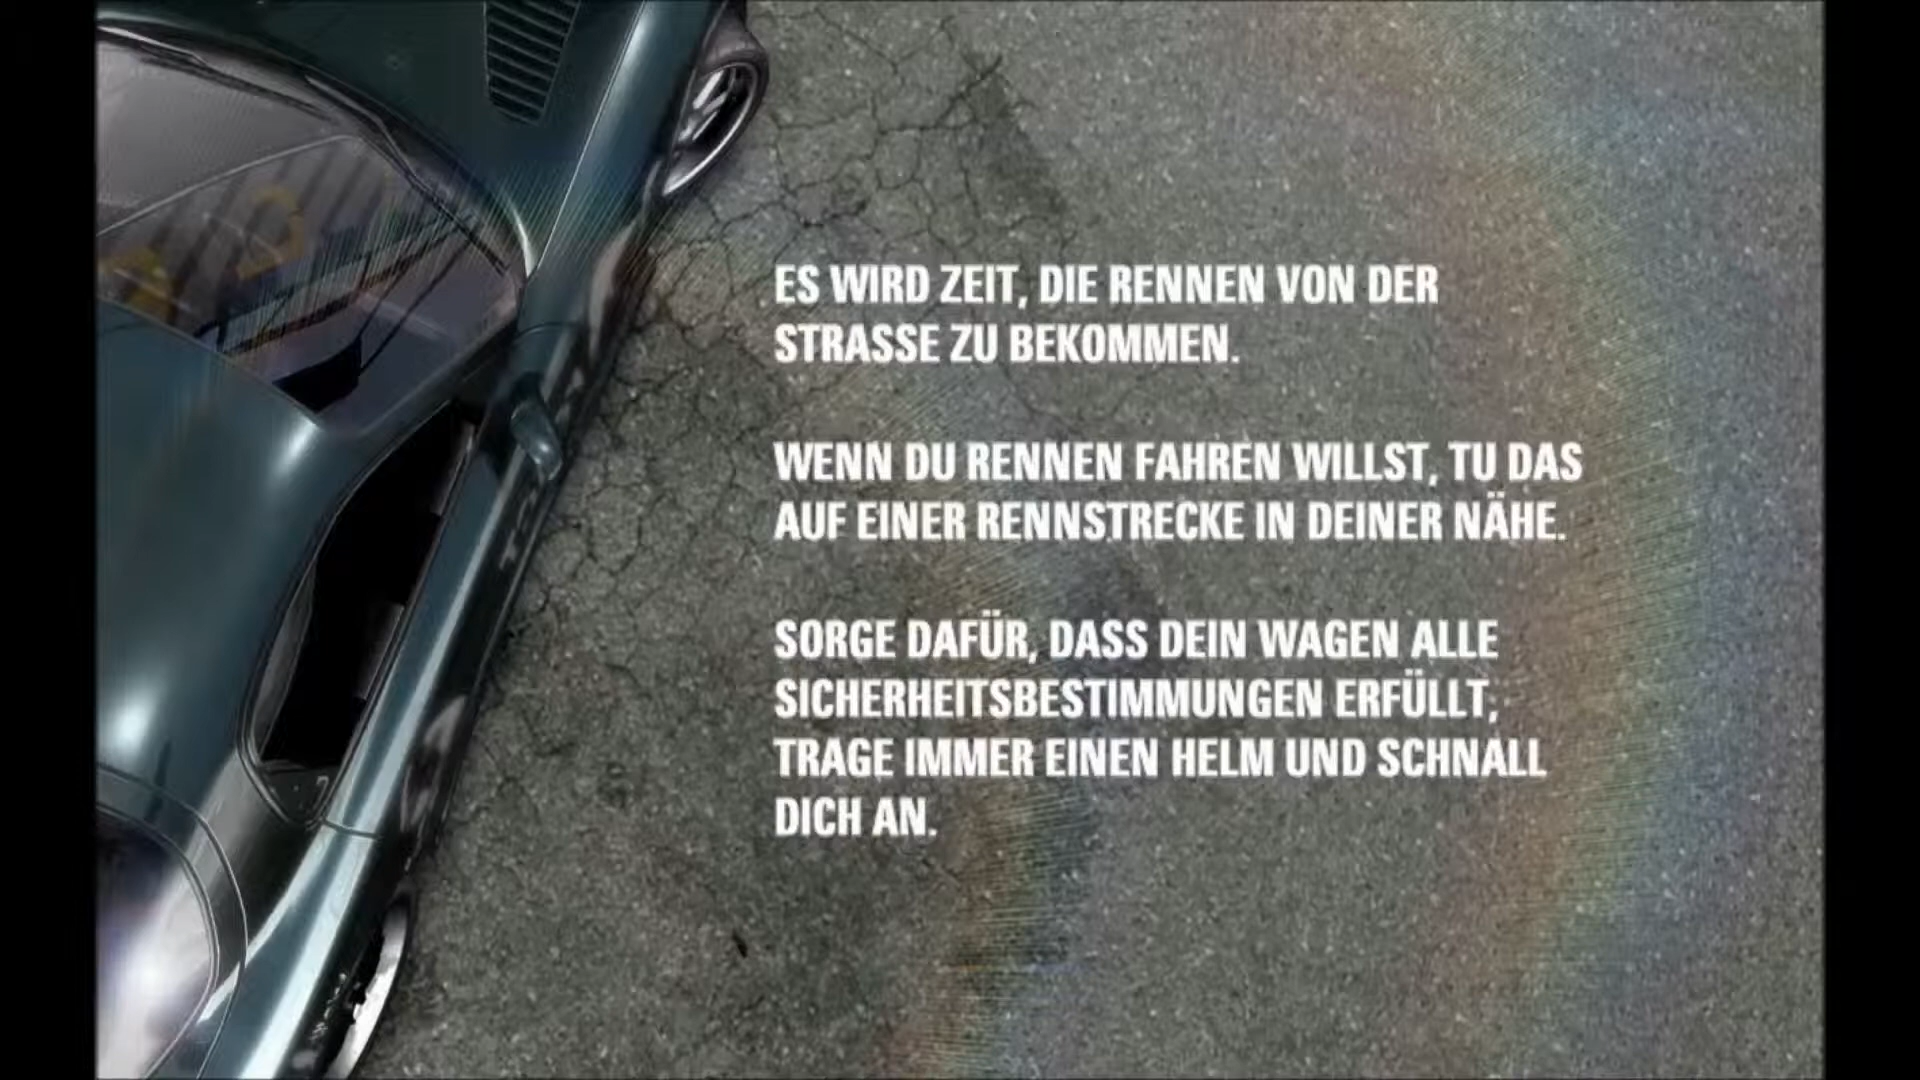 ES WIRD ZEIT, DIE RENNEN VON DER
STRASSE ZU BEKOMMEN.
WENN DU RENNEN FAHREN WILLST, TU DAS
AUF EINER RENNSTRECKE IN DEINER NÄHE.
SORGE DAFÜR, DASS DEIN WAGEN ALLE
SICHERHEITSBESTIMMUNGEN ERFÜLLT,
TRAGE IMMER EINEN HELM UND SCHNALL
DICH AN.